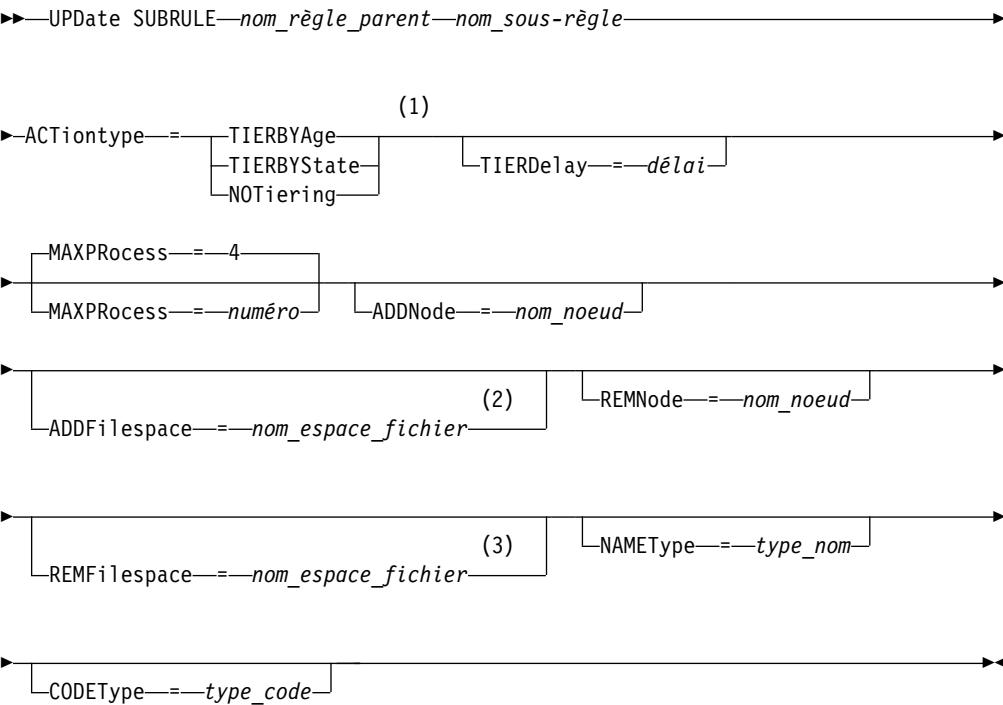 UPDate SUBRULE nom_règle_parent nom_sous-règle
(1)
ACTiontype = TIERBYAge
TIERBYState TIERDelay = délai
NOTiering
MAXPRocess = 4
MAXPRocess = numéro ADDNode = nom_noeud
(2) REMNode = nom_noeud
ADDFilespace = nom_espace_fichier
(3) NAMEType = type_nom
REMFilespace = nom_espace_fichier
CODEType = type_code